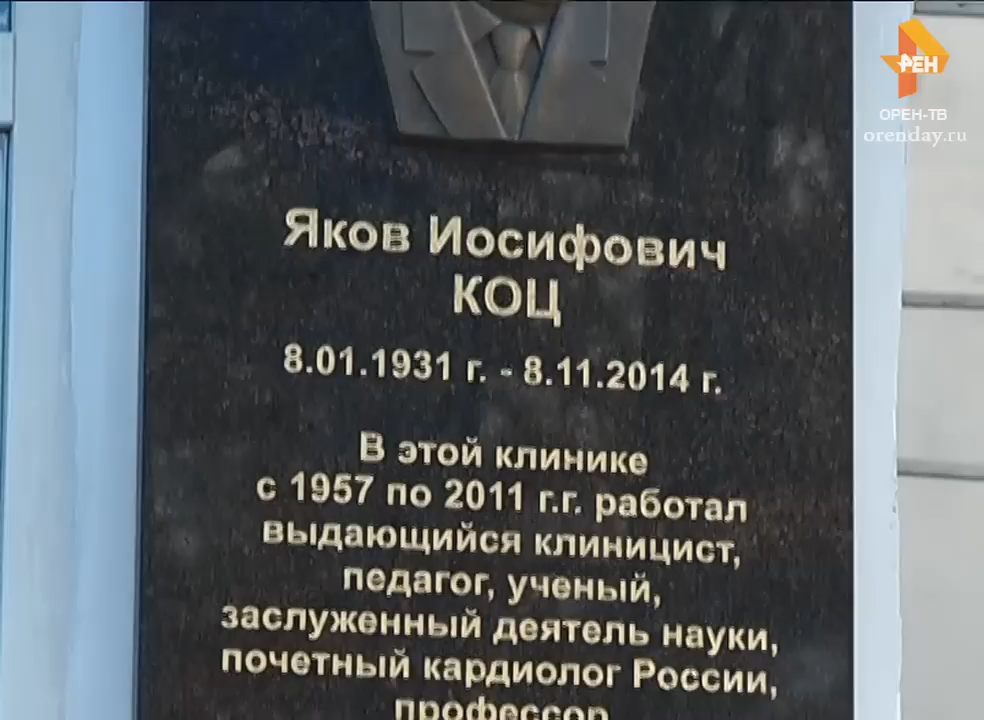 РЕН
ОРЕН-ТВ
orenday.ru
Яков Иосифович
КОЦ
8.01.1931 г. - 8.11.2014 г.
В этой клинике
с 1957 по 2011 г.г. работал
выдающийся клиницист,
педагог, ученый,
заслуженный деятель науки,
почетный кардиолог России,
профессор